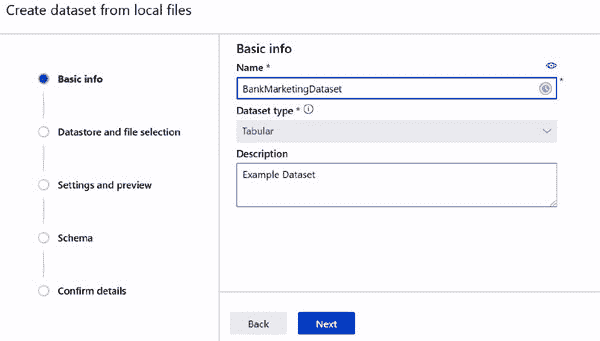 Create dataset from local files
Basic info
Datastore and file selection
Settings and preview
Schema
Confirm details
Basic info
Name *
BankMarketingDataset
*
Dataset type *
Tabular
Description
Example Dataset
Back
Next